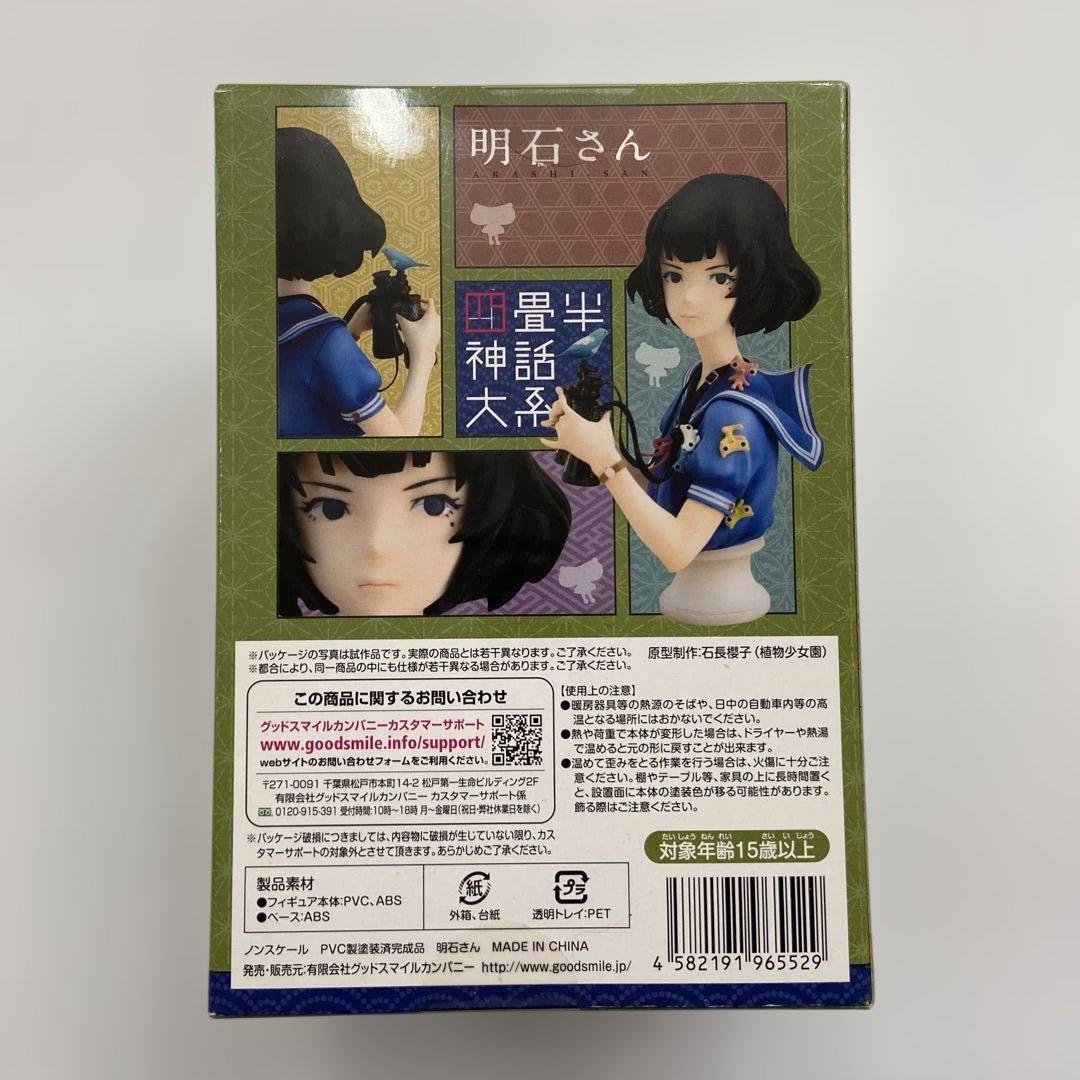 明石さん
AKASHI-SAN
四畳半
神話
大系
※パッケージの写真は試作品です。実際の商品とは若干異なります。ご了承ください。
※都合により、同一商品の中にも仕様が若干異なる場合があります。ご了承ください。
原型制作:石長櫻子(植物少女園)
この商品に関するお問い合わせ
グッドスマイルカンパニーカスタマーサポート
www.goodsmile.info/support/
webサイトのお問い合わせフォームをご利用ください。
〒271-0091 千葉県松戸市本町14-2 松戸第一生命ビルディング2F
有限会社グッドスマイルカンパニー カスタマーサポート係
0120-915-391 受付時間:10時～18時 月～金曜日(祝日・弊社休業日を除く)
※パッケージ破損につきましては、内容物に破損が生じていない限り、カス
タマーサポートの対象外とさせて頂きます。あらかじめご了承ください。
【使用上の注意】
●暖房器具等の熱源のそばや、日中の自動車内等の高
温となる場所にはおかないでください。
●熱や荷重で本体が変形した場合は、ドライヤーや熱湯
で温めると元の形に戻すことが出来ます。
●温めて歪みをとる作業を行う場合は、火傷に十分ご注
意ください。棚やテーブル等、家具の上に長時間置く
と、設置面に本体の塗装色が移る可能性があります。
飾る際はご注意ください。
たいしょうねんれい さいいじょう
対象年齢15歳以上
製品素材
●フィギュア本体:PVC、ABS
●ベース:ABS
紙
外箱、台紙
プラ
透明トレイ:PET
ノンスケール PVC製塗装済完成品 明石さん MADE IN CHINA
発売・販売元:有限会社グッドスマイルカンパニー http://www.goodsmile.jp/
4 582191 965529